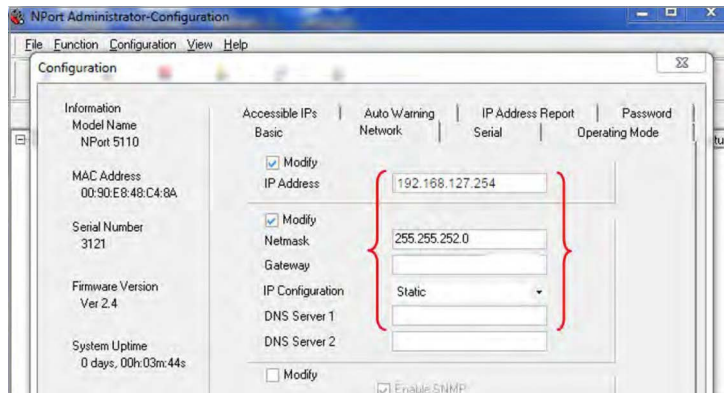 NPort Administrator-Configuration
File Function Configuration View Help
Configuration
Information
Model Name
NPort 5110
MAC Address
00:90:E8:48:C4:8A
Serial Number
3121
Firmware Version
Ver 2.4
System Uptime
0 days, 00h:03m:44s
Accessible IPs | Auto Warning | IP Address Report | Password
Basic Network | Serial | Operating Mode
Modify
IP Address 192.168.127.254
Modify
Netmask 255.255.252.0
Gateway
IP Configuration Static
DNS Server 1
DNS Server 2
Modify
Enable SNMP